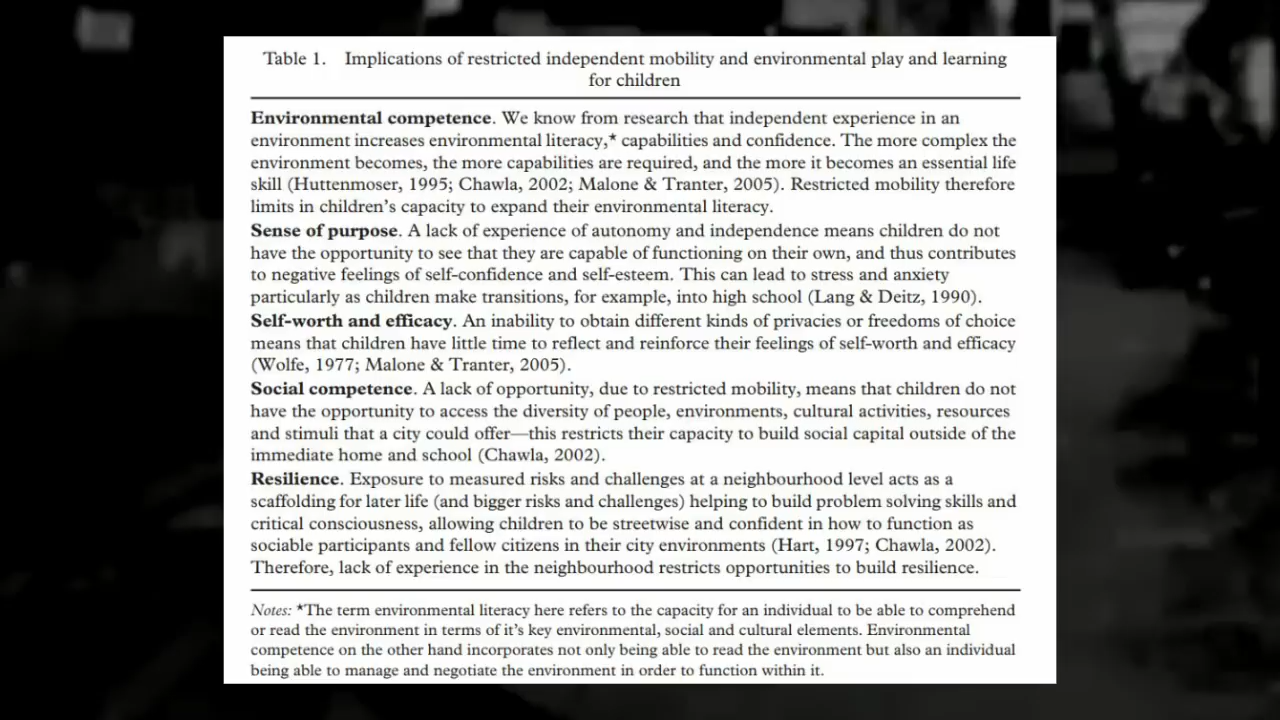 Table 1. Implications of restricted independent mobility and environmental play and learning
for children
Environmental competence. We know from research that independent experience in an
environment increases environmental literacy,* capabilities and confidence. The more complex the
environment becomes, the more capabilities are required, and the more it becomes an essential life
skill (Huttenmoser, 1995; Chawla, 2002; Malone & Tranter, 2005). Restricted mobility therefore
limits in children's capacity to expand their environmental literacy.
Sense of purpose. A lack of experience of autonomy and independence means children do not
have the opportunity to see that they are capable of functioning on their own, and thus contributes
to negative feelings of self-confidence and self-esteem. This can lead to stress and anxiety
particularly as children make transitions, for example, into high school (Lang & Deitz, 1990).
Self-worth and efficacy. An inability to obtain different kinds of privacies or freedoms of choice
means that children have little time to reflect and reinforce their feelings of self-worth and efficacy
(Wolfe, 1977; Malone & Tranter, 2005).
Social competence. A lack of opportunity, due to restricted mobility, means that children do not
have the opportunity to access the diversity of people, environments, cultural activities, resources
and stimuli that a city could offer—this restricts their capacity to build social capital outside of the
immediate home and school (Chawla, 2002).
Resilience. Exposure to measured risks and challenges at a neighbourhood level acts as a
scaffolding for later life (and bigger risks and challenges) helping to build problem solving skills and
critical consciousness, allowing children to be streetwise and confident in how to function as
sociable participants and fellow citizens in their city environments (Hart, 1997; Chawla, 2002).
Therefore, lack of experience in the neighbourhood restricts opportunities to build resilience.
Notes: *The term environmental literacy here refers to the capacity for an individual to be able to comprehend
or read the environment in terms of it's key environmental, social and cultural elements. Environmental
competence on the other hand incorporates not only being able to read the environment but also an individual
being able to manage and negotiate the environment in order to function within it.